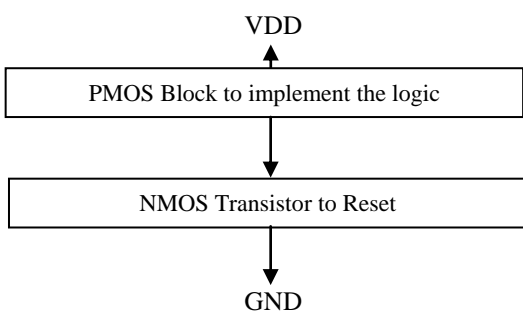 VDD
PMOS Block to implement the logic
NMOS Transistor to Reset
GND